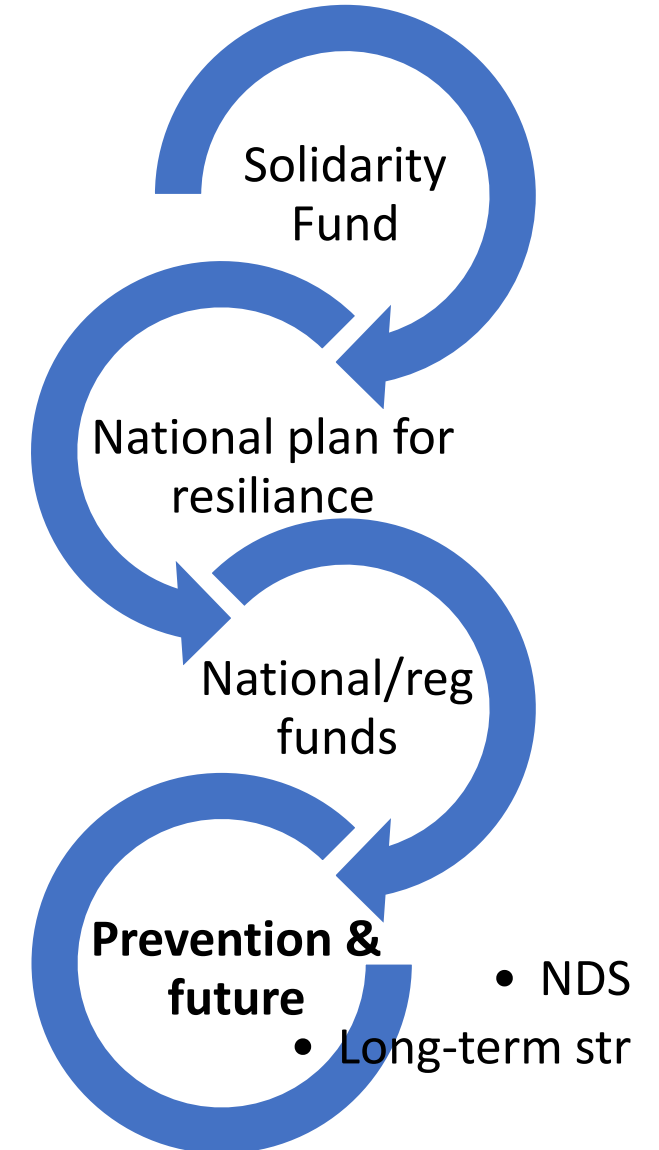 Solidarity
Fund
National plan for
resiliance
National/reg
funds
Prevention &
future
• NDS
• Long-term str